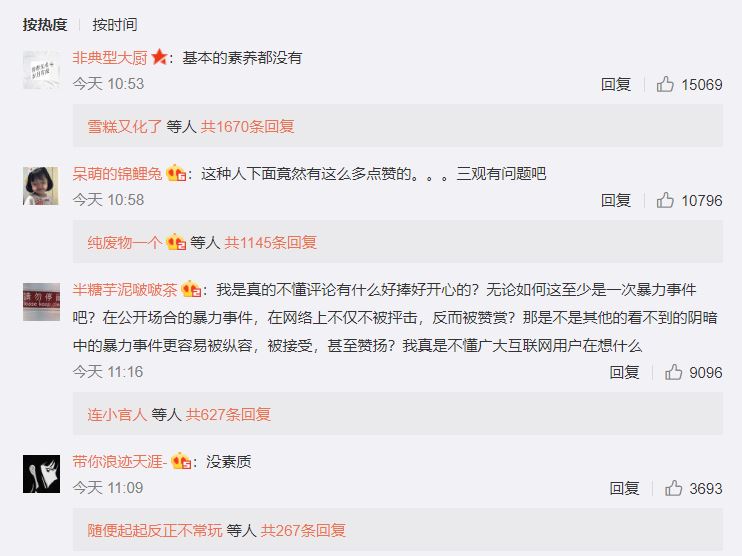 按热度 按时间
非典型大厨：基本的素养都没有
今天 10:53 回复 15069
雪糕又化了 等人 共1670条回复
呆萌的锦鲤兔：这种人下面竟然有这么多点赞的。。。三观有问题吧
今天 10:58 回复 10796
纯废物一个 等人 共1145条回复
半糖芋泥啵啵茶：我是真的不懂评论有什么好捧好开心的？无论如何这至少是一次暴力事件
吧？在公开场合的暴力事件，在网络上不仅不被抨击，反而被赞赏？那是不是其他的看不到的阴暗
中的暴力事件更容易被纵容，被接受，甚至赞扬？我真是不懂广大互联网用户在想什么
今天 11:16 回复 9096
连小官人 等人 共627条回复
带你浪迹天涯-：没素质
今天 11:09 回复 3693
随便起起反正不常玩 等人 共267条回复